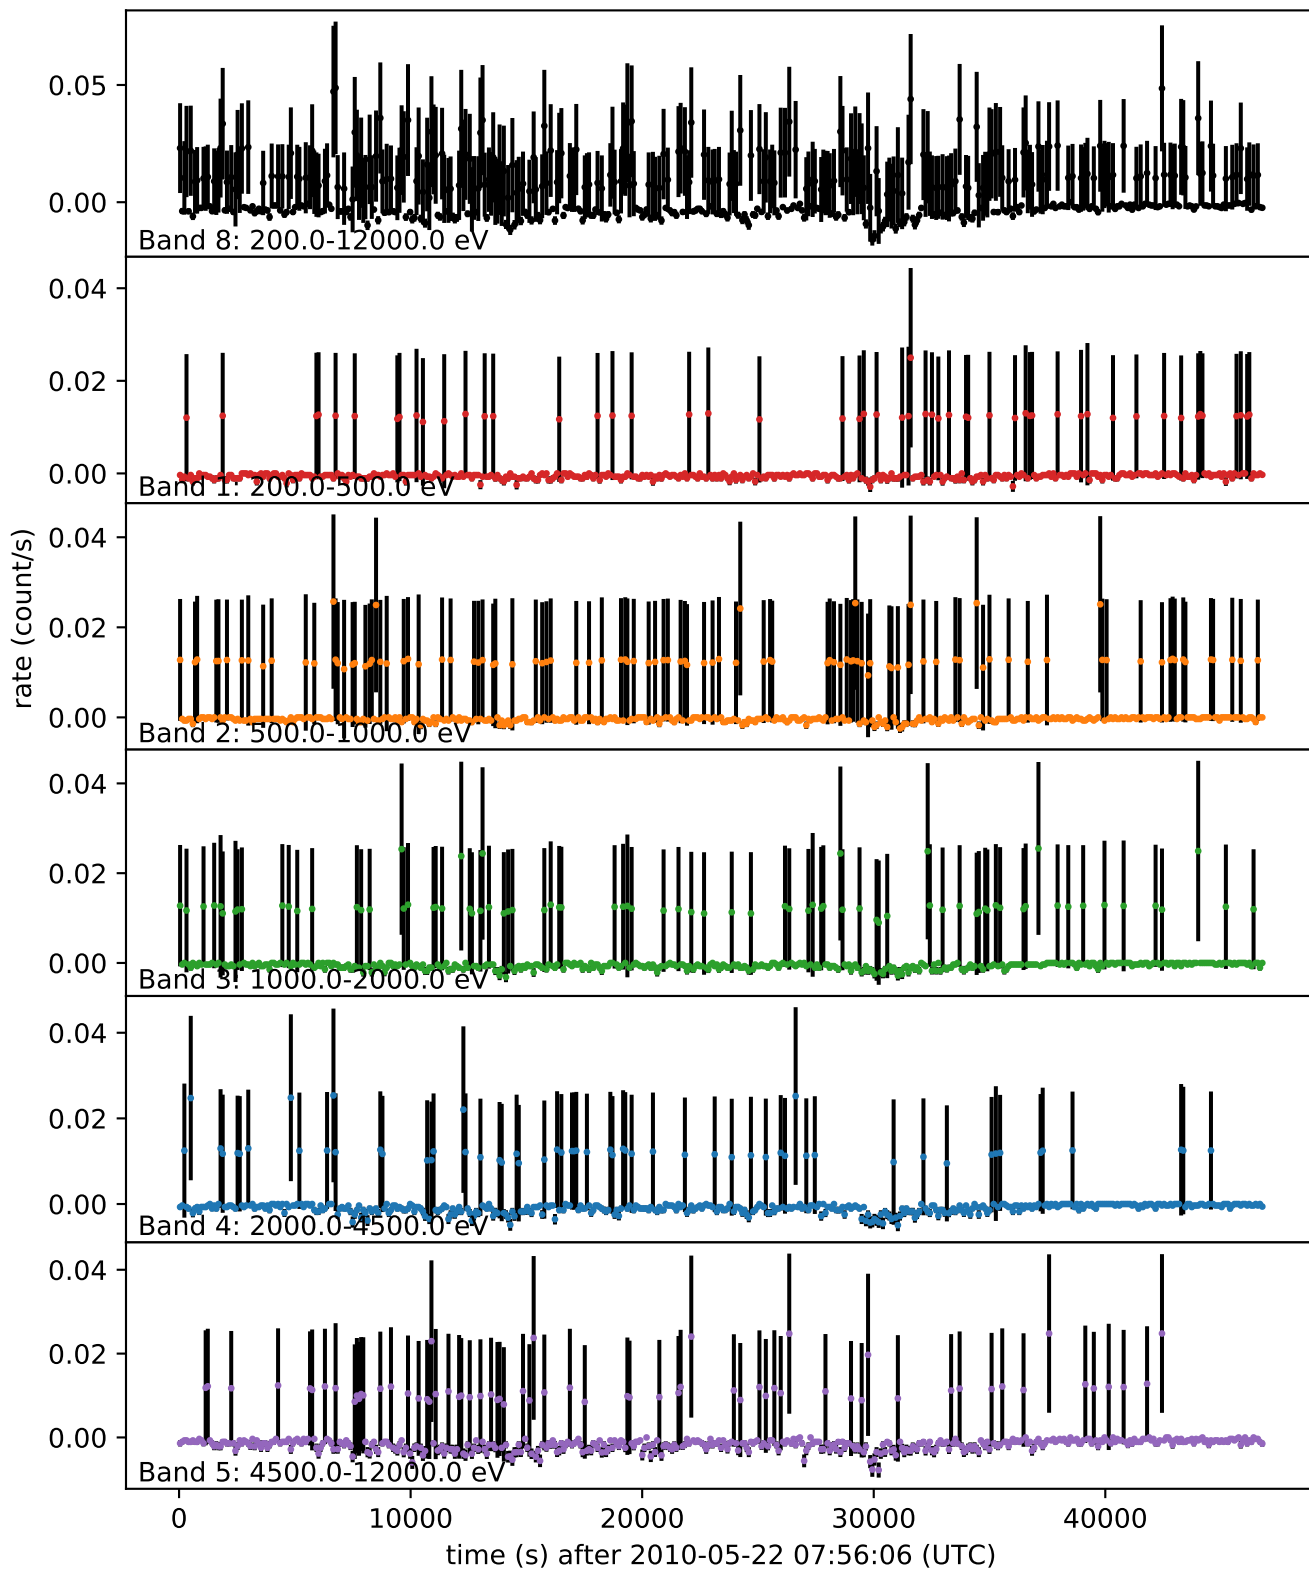 0.05
0.00
Band 8: 200.0-12000.0 eV
0.04
0.02
0.00
Band 1: 200.0-500.0 eV
0.04
0.02
0.00
Band 2: 500.0-1000.0 eV
rate (count/s)
0.04
0.02
0.00
Band 3: 1000.0-2000.0 eV
0.04
0.02
0.00
Band 4: 2000.0-4500.0 eV
0.04
0.02
0.00
Band 5: 4500.0-12000.0 eV
0 10000 20000 30000 40000
time (s) after 2010-05-22 07:56:06 (UTC)